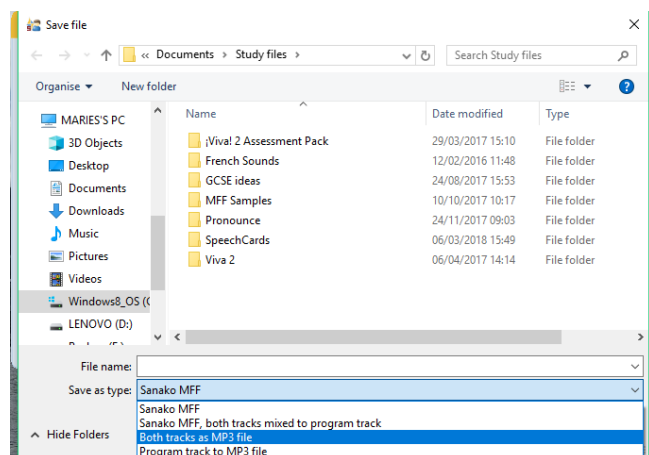 Save file
« Documents > Study files >
Search Study files
Organise
New folder
MARIES'S PC
3D Objects
Desktop
Documents
Downloads
Music
Pictures
Videos
Windows8_OS (C
LENOVO (D:)
Name Date modified Type
¡Viva! 2 Assessment Pack 29/03/2017 15:10 File folder
French Sounds 12/02/2016 11:48 File folder
GCSE ideas 24/08/2017 15:53 File folder
MFF Samples 10/10/2017 10:17 File folder
Pronounce 24/11/2017 09:03 File folder
SpeechCards 06/03/2018 15:49 File folder
Viva 2 06/04/2017 14:14 File folder
File name:
Save as type: Sanako MFF
Sanako MFF
Sanako MFF, both tracks mixed to program track
Both tracks as MP3 file
Program track to MP3 file
Hide Folders